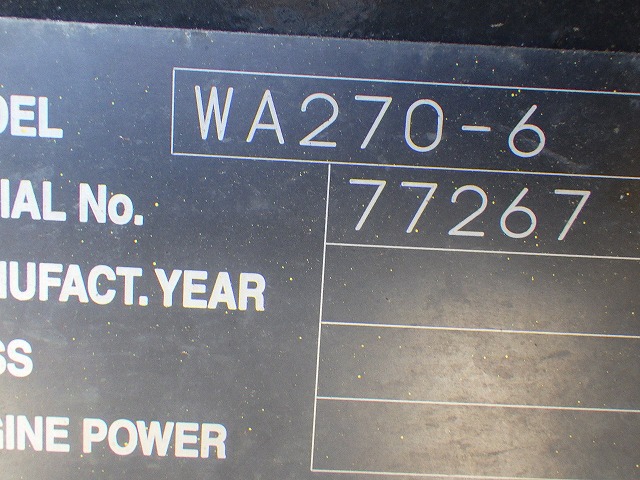 DEL WA270-6
IAL No. 77267
NUFACT. YEAR
SS
GINE POWER